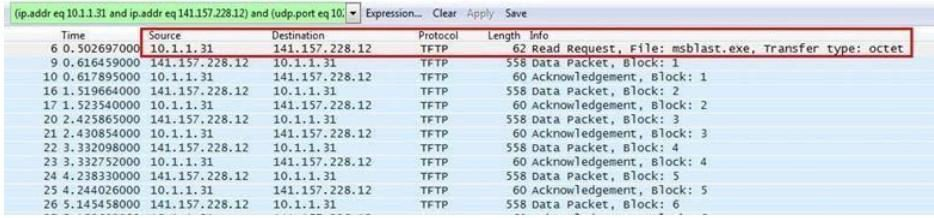 (ip.addr eq 10.1.1.31 and ip.addr eq 141.157.228.12) and (udp.port eq 10. Expression... Clear Apply Save
Time Source Destination Protocol Length Info
6 0.502697000 10.1.1.31 141.157.228.12 TFTP 62 Read Request, File: msblast.exe, Transfer type: octet
9 0.616459000 141.157.228.12 10.1.1.31 TFTP 558 Data Packet, Block: 1
10 0.617895000 10.1.1.31 141.157.228.12 TFTP 60 Acknowledgement, Block: 1
16 1.519664000 141.157.228.12 10.1.1.31 TFTP 558 Data Packet, Block: 2
17 1.523540000 10.1.1.31 141.157.228.12 TFTP 60 Acknowledgement, Block: 2
20 2.425865000 141.157.228.12 10.1.1.31 TFTP 558 Data Packet, Block: 3
21 2.430854000 10.1.1.31 141.157.228.12 TFTP 60 Acknowledgement, Block: 3
22 3.332098000 141.157.228.12 10.1.1.31 TFTP 558 Data Packet, Block: 4
23 3.332752000 10.1.1.31 141.157.228.12 TFTP 60 Acknowledgement, Block: 4
24 4.238330000 141.157.228.12 10.1.1.31 TFTP 558 Data Packet, Block: 5
25 4.244026000 10.1.1.31 141.157.228.12 TFTP 60 Acknowledgement, Block: 5
26 5.145458000 141.157.228.12 10.1.1.31 TFTP 558 Data Packet, Block: 6